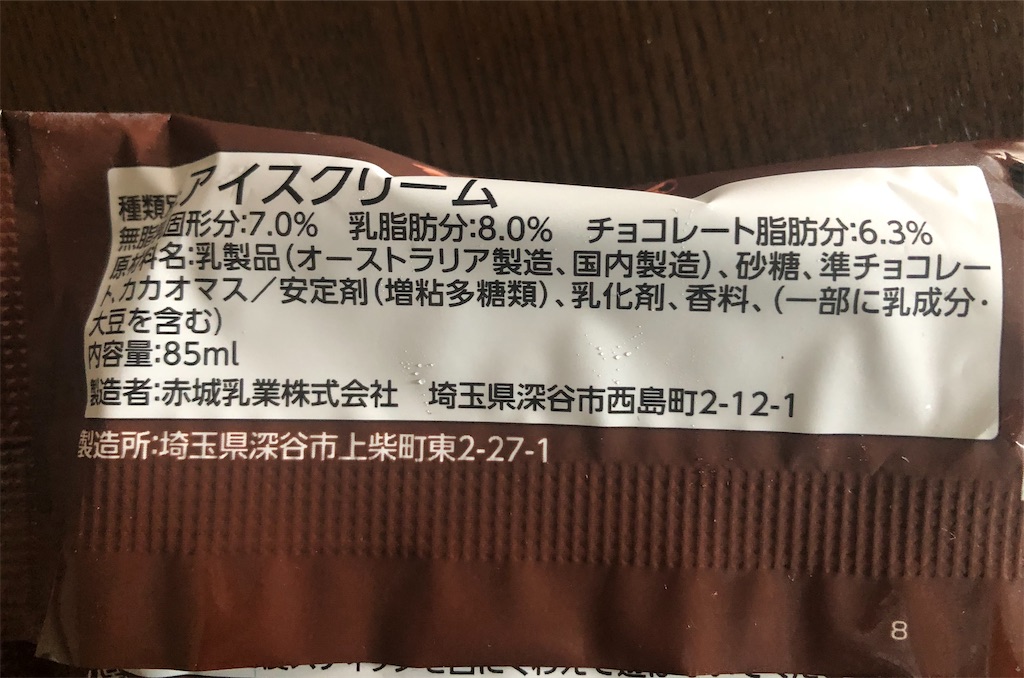 種類別 アイスクリーム
無脂乳固形分:7.0% 乳脂肪分:8.0% チョコレート脂肪分:6.3%
原材料名:乳製品(オーストラリア製造、国内製造)、砂糖、準チョコレー
ト、カカオマス/安定剤(増粘多糖類)、乳化剤、香料、(一部に乳成分・
大豆を含む)
内容量:85ml
製造者:赤城乳業株式会社 埼玉県深谷市西島町2-12-1
製造所:埼玉県深谷市上柴町東2-27-1
8